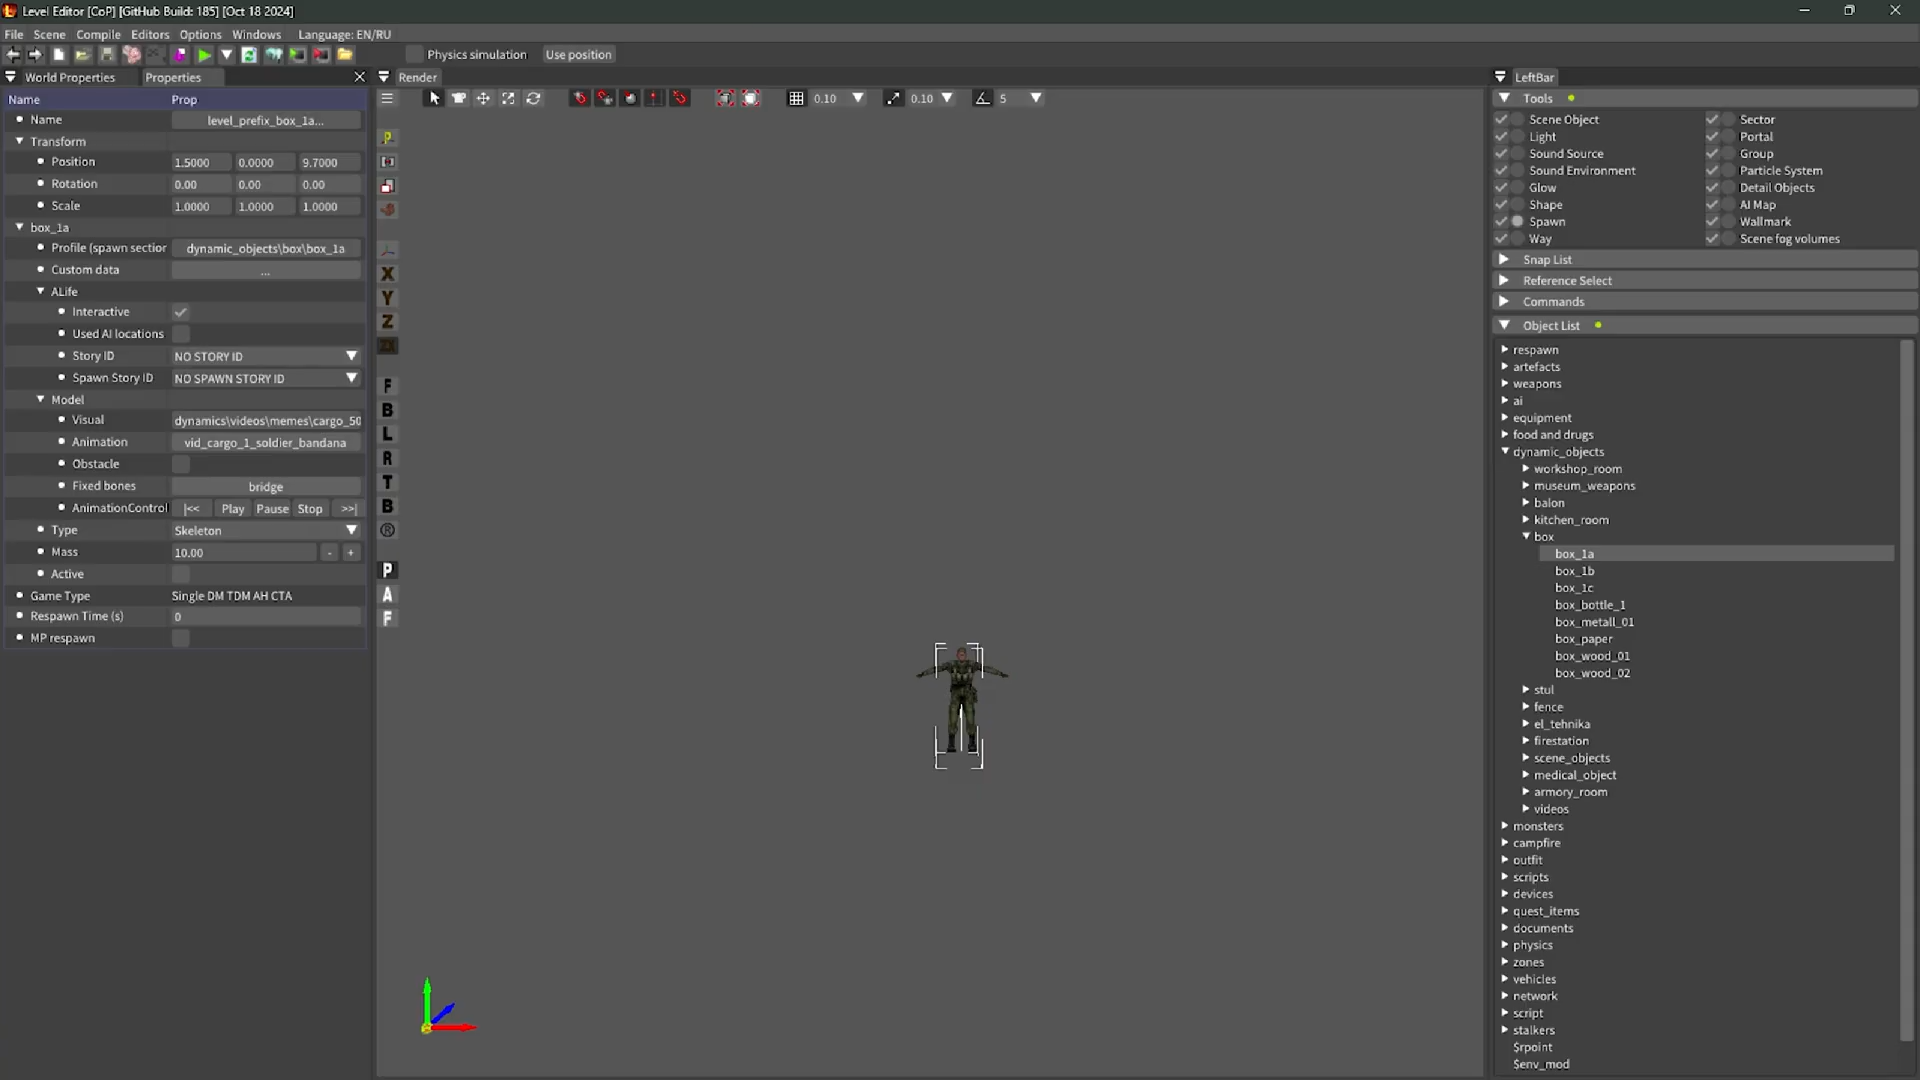 Level Editor [CoP] [GitHub Build: 185] [Oct 18 2024]
File Scene Compile Editors Options Windows Language: EN/RU
Physics simulation Use position
World Properties Properties
Name Prop
Name level_prefix_box_1a...
Transform
Position 1.5000 0.0000 9.7000
Rotation 0.00 0.00 0.00
Scale 1.0000 1.0000 1.0000
box_1a
Profile (spawn section dynamic_objects\box\box_1a
Custom data ...
ALife
Interactive
Used AI locations
Story ID NO STORY ID
Spawn Story ID NO SPAWN STORY ID
Model
Visual dynamics\videos\memes\cargo_50
Animation vid_cargo_1_soldier_bandana
Obstacle
Fixed bones bridge
AnimationControl |<< Play Pause Stop >>|
Type Skeleton
Mass 10.00 - +
Active
Game Type Single DM TDM AH CTA
Respawn Time (s) 0
MP respawn
Render
0.10 0.10 5
P
X
Y
Z
ZX
F
B
L
R
T
B
®
P
A
F
LeftBar
Tools
Scene Object Sector
Light Portal
Sound Source Group
Sound Environment Particle System
Glow Detail Objects
Shape AI Map
Spawn Wallmark
Way Scene fog volumes
Snap List
Reference Select
Commands
Object List
respawn
artefacts
weapons
ai
equipment
food and drugs
dynamic_objects
workshop_room
museum_weapons
balon
kitchen_room
box
box_1a
box_1b
box_1c
box_bottle_1
box_metall_01
box_paper
box_wood_01
box_wood_02
stul
fence
el_tehnika
firestation
scene_objects
medical_object
armory_room
videos
monsters
campfire
outfit
scripts
devices
quest_items
documents
physics
zones
vehicles
network
script
stalkers
$rpoint
$env_mod